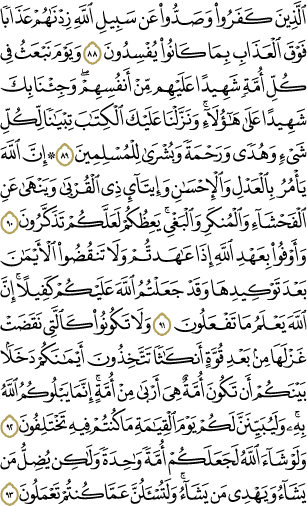 ٱلَّذِينَ كَفَرُوا۟ وَصَدُّوا۟ عَن سَبِيلِ ٱللَّهِ زِدْنَٰهُمْ عَذَابًا
فَوْقَ ٱلْعَذَابِ بِمَا كَانُوا۟ يُفْسِدُونَ ٨٨ وَيَوْمَ نَبْعَثُ فِى
كُلِّ أُمَّةٍ شَهِيدًا عَلَيْهِم مِّنْ أَنفُسِهِمْ ۖ وَجِئْنَا بِكَ
شَهِيدًا عَلَىٰ هَٰٓؤُلَآءِ ۚ وَنَزَّلْنَا عَلَيْكَ ٱلْكِتَٰبَ تِبْيَٰنًا لِّكُلِّ
شَىْءٍ وَهُدًى وَرَحْمَةً وَبُشْرَىٰ لِلْمُسْلِمِينَ ٨٩ ۞ إِنَّ ٱللَّهَ
يَأْمُرُ بِٱلْعَدْلِ وَٱلْإِحْسَٰنِ وَإِيتَآئِ ذِى ٱلْقُرْبَىٰ وَيَنْهَىٰ عَنِ
ٱلْفَحْشَآءِ وَٱلْمُنكَرِ وَٱلْبَغْىِ ۚ يَعِظُكُمْ لَعَلَّكُمْ تَذَكَّرُونَ ٩٠
وَأَوْفُوا۟ بِعَهْدِ ٱللَّهِ إِذَا عَٰهَدتُّمْ وَلَا تَنقُضُوا۟ ٱلْأَيْمَٰنَ
بَعْدَ تَوْكِيدِهَا وَقَدْ جَعَلْتُمُ ٱللَّهَ عَلَيْكُمْ كَفِيلًا ۚ إِنَّ
ٱللَّهَ يَعْلَمُ مَا تَفْعَلُونَ ٩١ وَلَا تَكُونُوا۟ كَٱلَّتِى نَقَضَتْ
غَزْلَهَا مِنۢ بَعْدِ قُوَّةٍ أَنكَٰثًا تَتَّخِذُونَ أَيْمَٰنَكُمْ دَخَلًۢا
بَيْنَكُمْ أَن تَكُونَ أُمَّةٌ هِىَ أَرْبَىٰ مِنْ أُمَّةٍ ۚ إِنَّمَا يَبْلُوكُمُ ٱللَّهُ
بِهِۦ ۚ وَلَيُبَيِّنَنَّ لَكُمْ يَوْمَ ٱلْقِيَٰمَةِ مَا كُنتُمْ فِيهِ تَخْتَلِفُونَ ٩٢
وَلَوْ شَآءَ ٱللَّهُ لَجَعَلَكُمْ أُمَّةً وَٰحِدَةً وَلَٰكِن يُضِلُّ مَن
يَشَآءُ وَيَهْدِى مَن يَشَآءُ ۚ وَلَتُسْـَٔلُنَّ عَمَّا كُنتُمْ تَعْمَلُونَ ٩٣